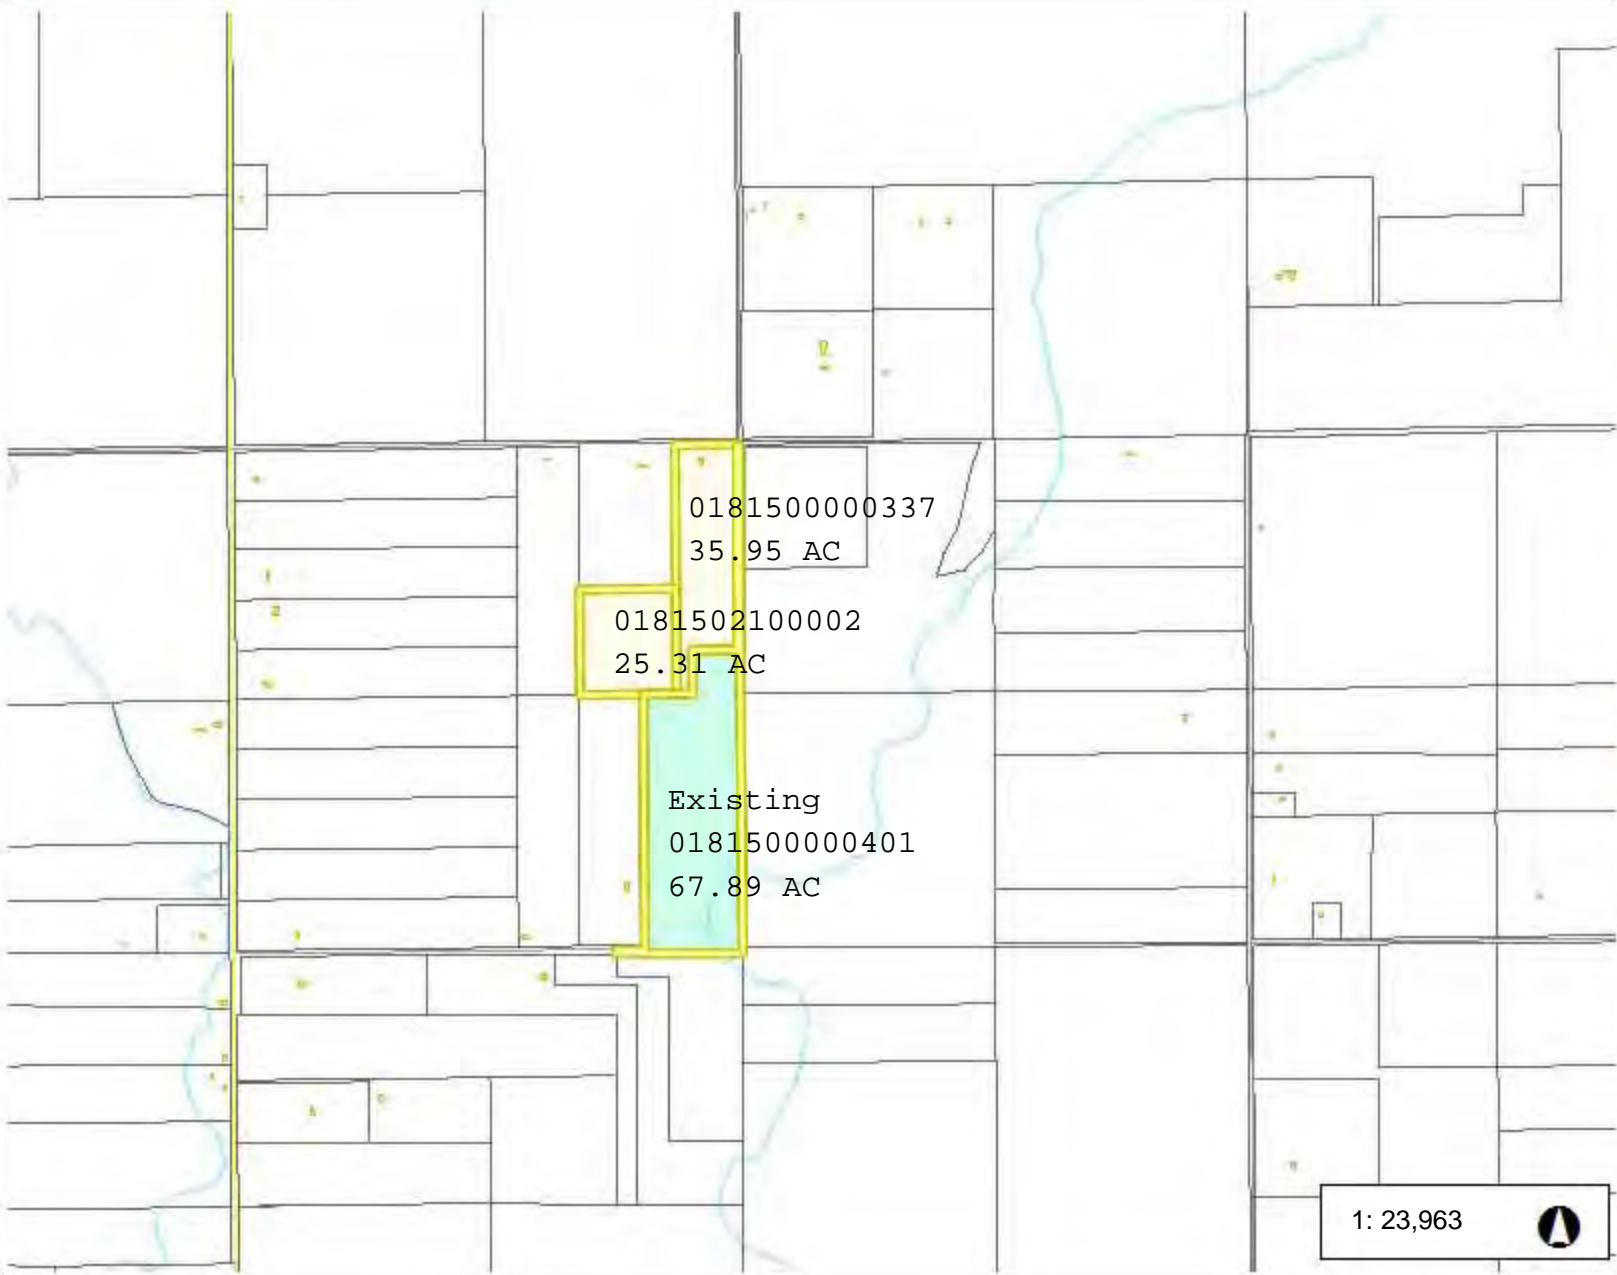 0181500000337
35.95 AC
0181502100002
25.31 AC
Existing
0181500000401
67.89 AC
1: 23,963